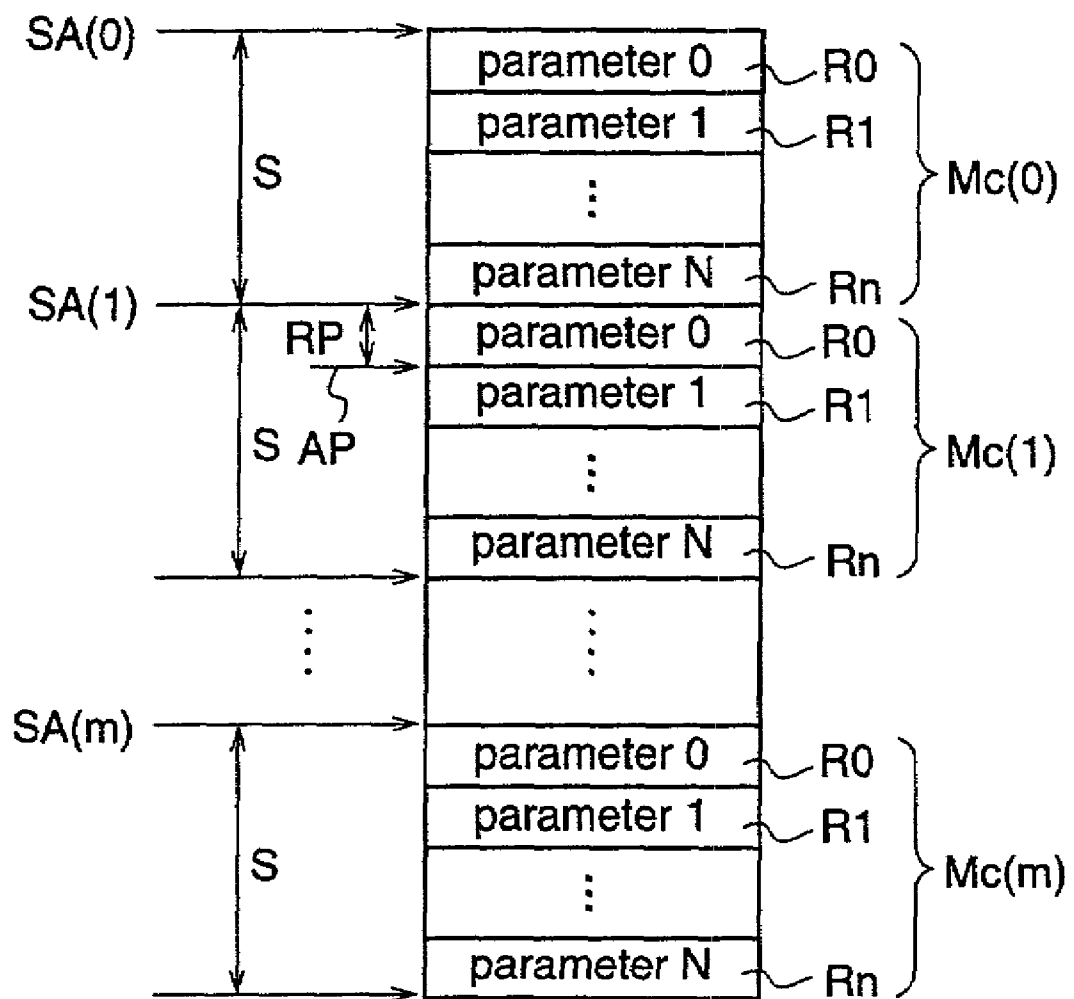 SA(0)
parameter 0
R0
parameter 1
R1
S
...
Mc(0)
parameter N
Rn
SA(1)
RP
parameter 0
R0
AP
parameter 1
R1
S
...
Mc(1)
parameter N
Rn
....
....
SA(m)
parameter 0
R0
parameter 1
R1
S
...
Mc(m)
parameter N
Rn